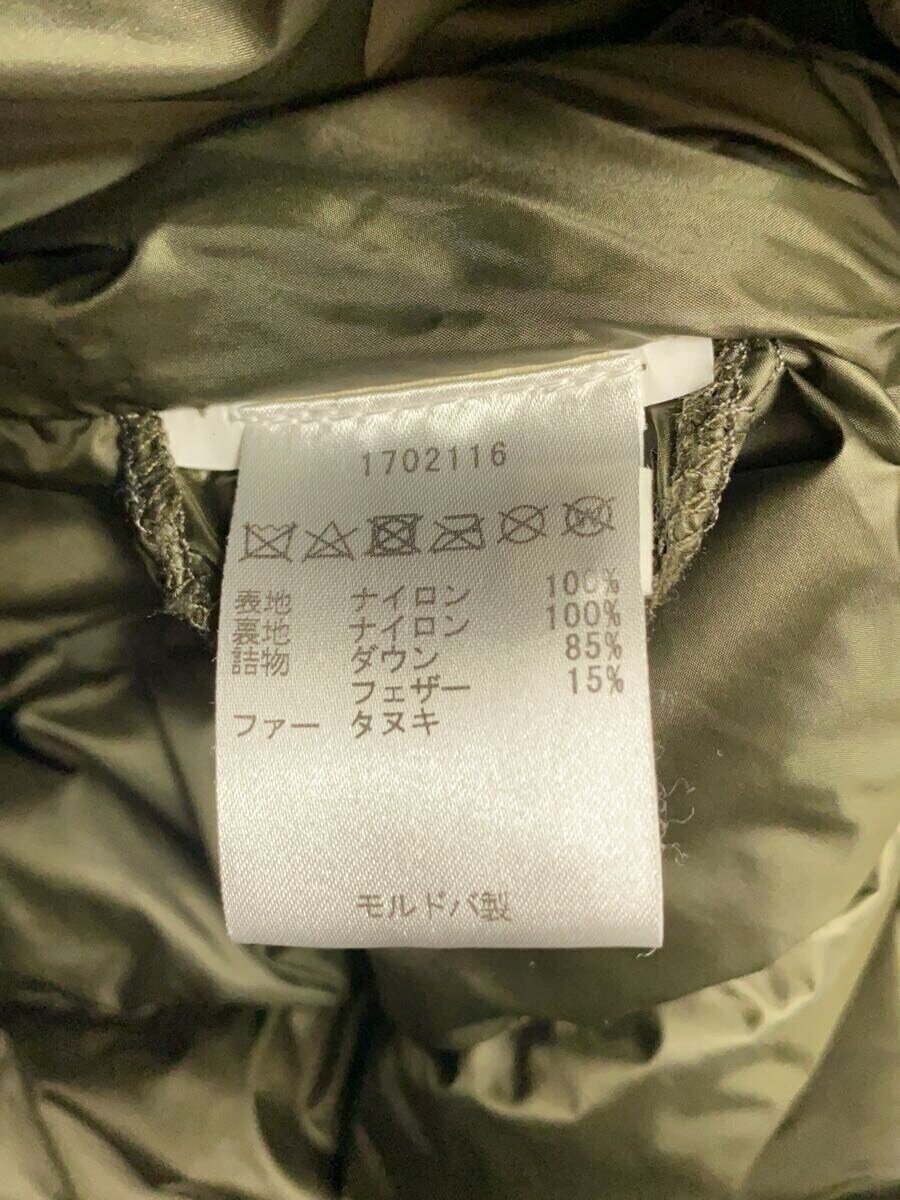 1702116
表地 ナイロン 100%
裏地 ナイロン 100%
詰物 ダウン 85%
フェザー 15%
ファー タヌキ
モルドバ製